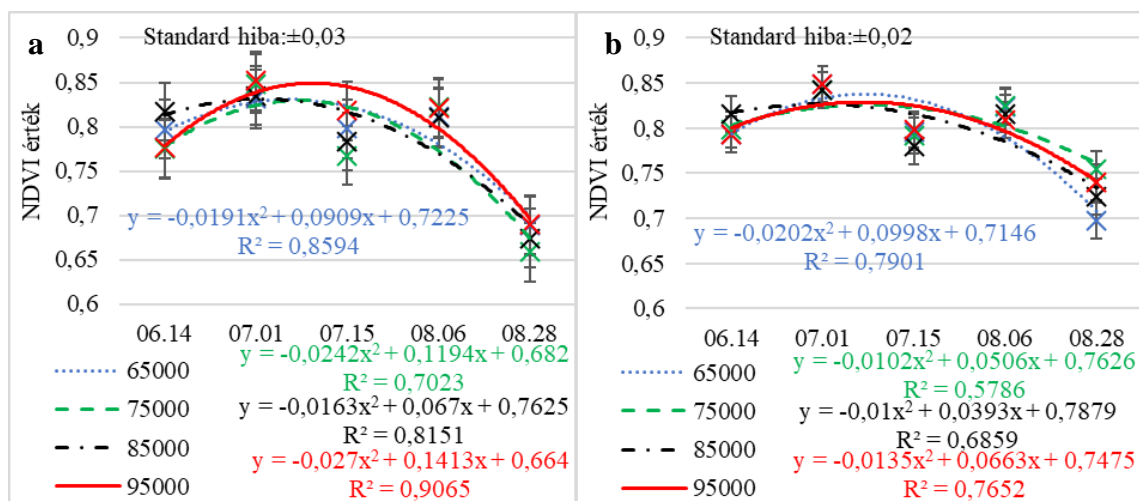 a
Standard hiba:±0,03
NDVI érték
0,9
0,85
0,8
0,75
0,7
0,65
0,6
y = -0,0191x² + 0,0909x + 0,7225
R² = 0,8594
06.14 07.01 07.15 08.06 08.28
y = -0,0242x² + 0,1194x + 0,682
R² = 0,7023
y = -0,0163x² + 0,067x + 0,7625
R² = 0,8151
y = -0,027x² + 0,1413x + 0,664
R² = 0,9065
65000
75000
85000
95000
b
Standard hiba:±0,02
NDVI érték
0,9
0,85
0,8
0,75
0,7
0,65
0,6
y = -0,0202x² + 0,0998x + 0,7146
R² = 0,7901
06.14 07.01 07.15 08.06 08.28
y = -0,0102x² + 0,0506x + 0,7626
R² = 0,5786
y = -0,01x² + 0,0393x + 0,7879
R² = 0,6859
y = -0,0135x² + 0,0663x + 0,7475
R² = 0,7652
65000
75000
85000
95000